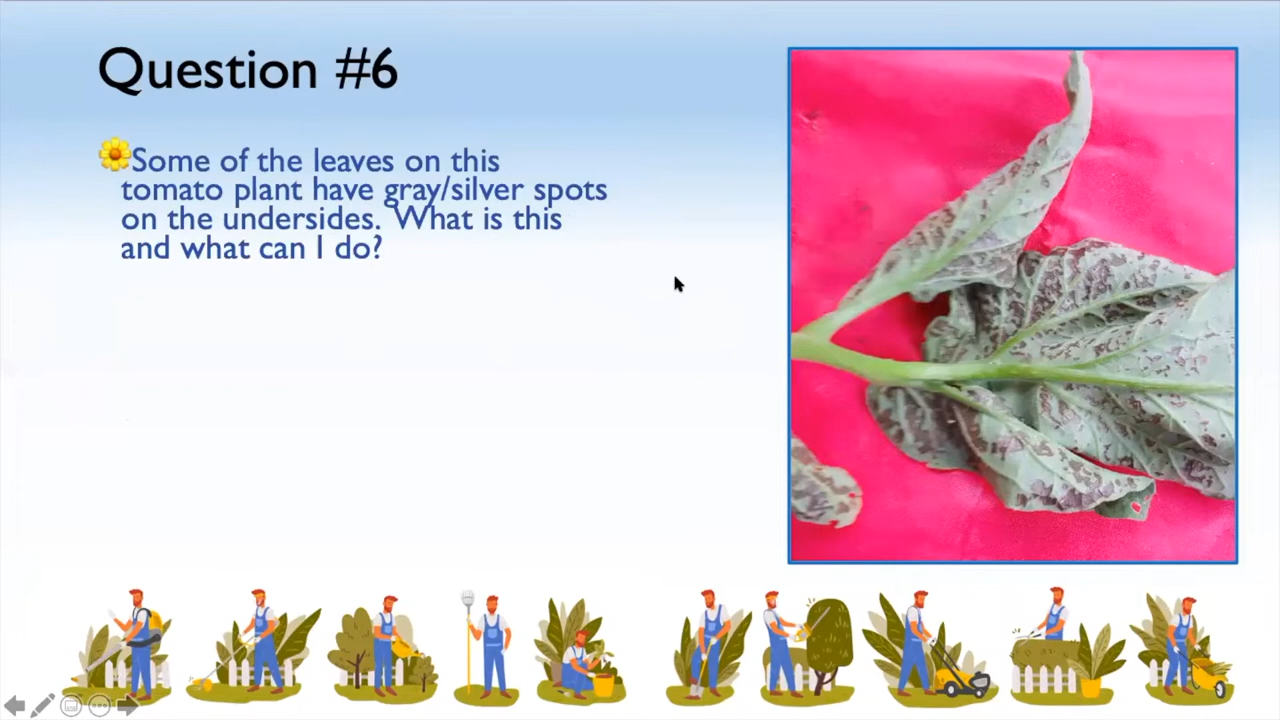 Question #6
Some of the leaves on this
tomato plant have gray/silver spots
on the undersides. What is this
and what can I do?